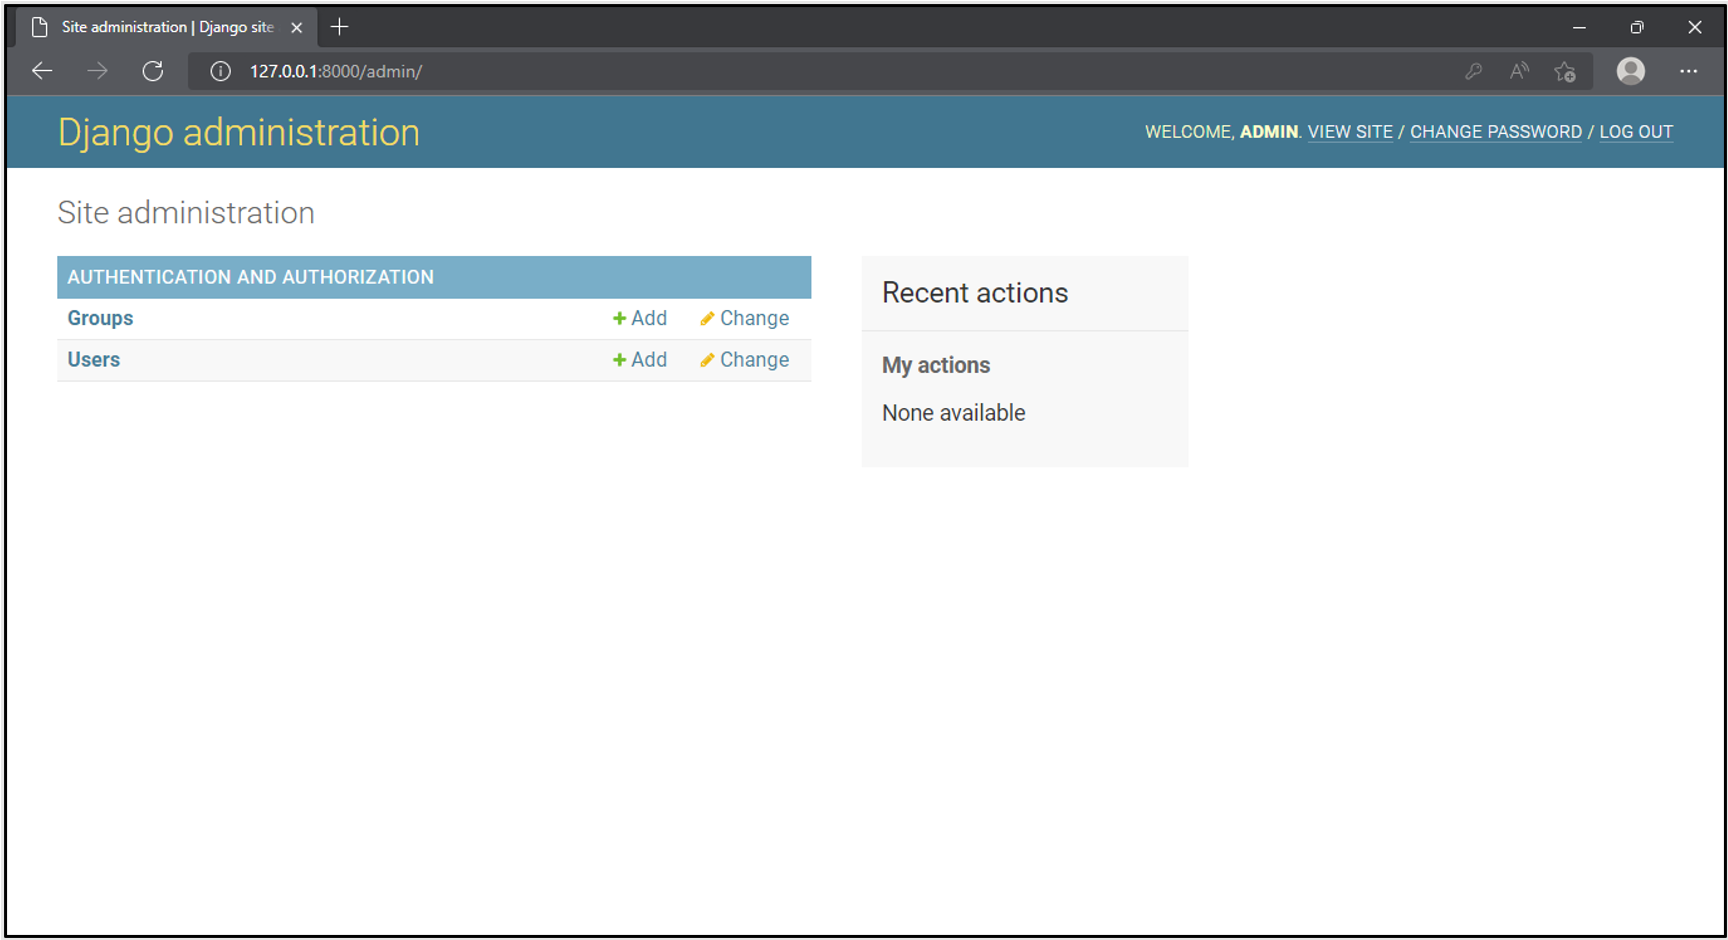 Site administration | Django site
127.0.0.1:8000/admin/
Django administration
WELCOME, ADMIN. VIEW SITE / CHANGE PASSWORD / LOG OUT
Site administration
AUTHENTICATION AND AUTHORIZATION
Groups + Add Change
Users + Add Change
Recent actions
My actions
None available